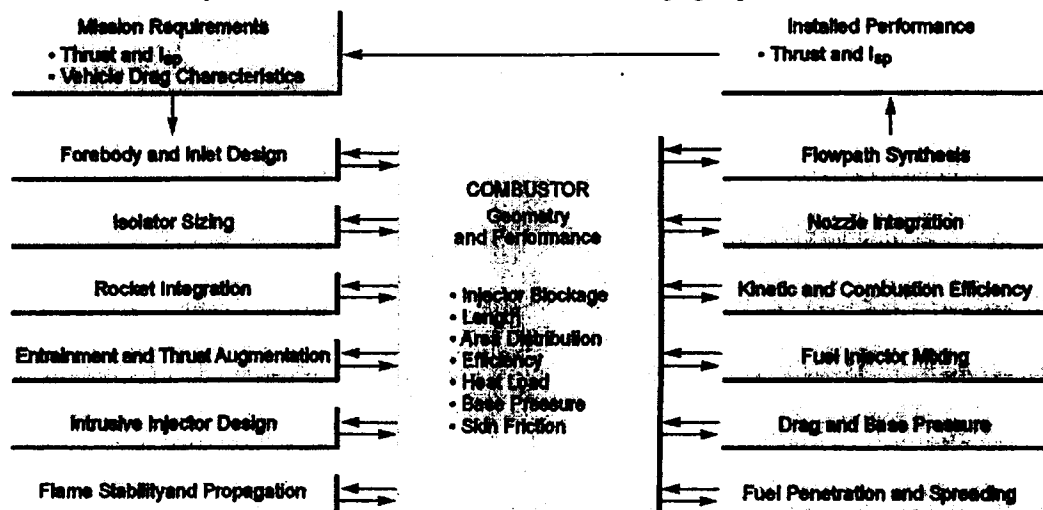 Mission Requirements
• Thrust and Isp
• Vehicle Drag Characteristics
Installed Performance
• Thrust and Isp
Forebody and Inlet Design
Isolator Sizing
Rocket Integration
Entrainment and Thrust Augmentation
Intrusive Injector Design
Flame Stabilityand Propagation
COMBUSTOR
Geometry
and Performance
• Injector Blockage
• Length
• Area Distribution
• Efficiency
• Heat Load
• Base Pressure
• Skin Friction
Flowpath Synthesis
Nozzle Integration
Kinetic and Combustion Efficiency
Fuel Injector Mixing
Drag and Base Pressure
Fuel Penetration and Spreading